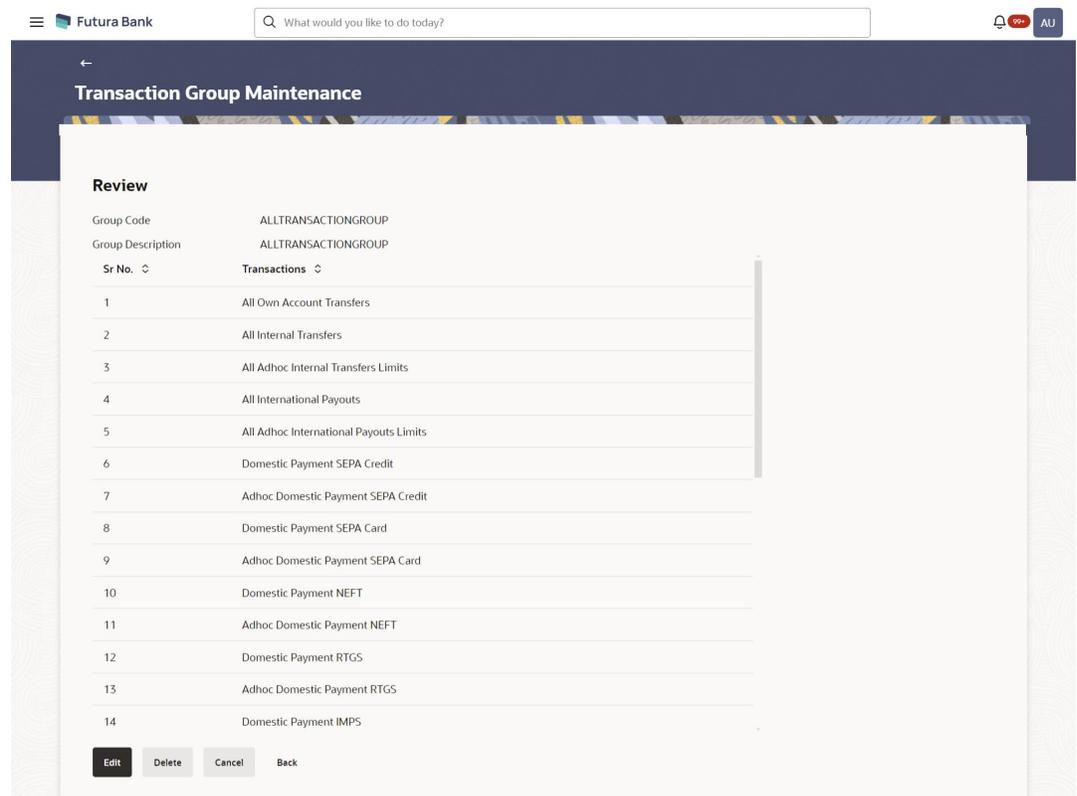 Futura Bank
What would you like to do today?
99+
AU
Transaction Group Maintenance
Review
Group Code ALLTRANSACTIONGROUP
Group Description ALLTRANSACTIONGROUP
Sr No. Transactions
1 All Own Account Transfers
2 All Internal Transfers
3 All Adhoc Internal Transfers Limits
4 All International Payouts
5 All Adhoc International Payouts Limits
6 Domestic Payment SEPA Credit
7 Adhoc Domestic Payment SEPA Credit
8 Domestic Payment SEPA Card
9 Adhoc Domestic Payment SEPA Card
10 Domestic Payment NEFT
11 Adhoc Domestic Payment NEFT
12 Domestic Payment RTGS
13 Adhoc Domestic Payment RTGS
14 Domestic Payment IMPS
Edit Delete Cancel Back